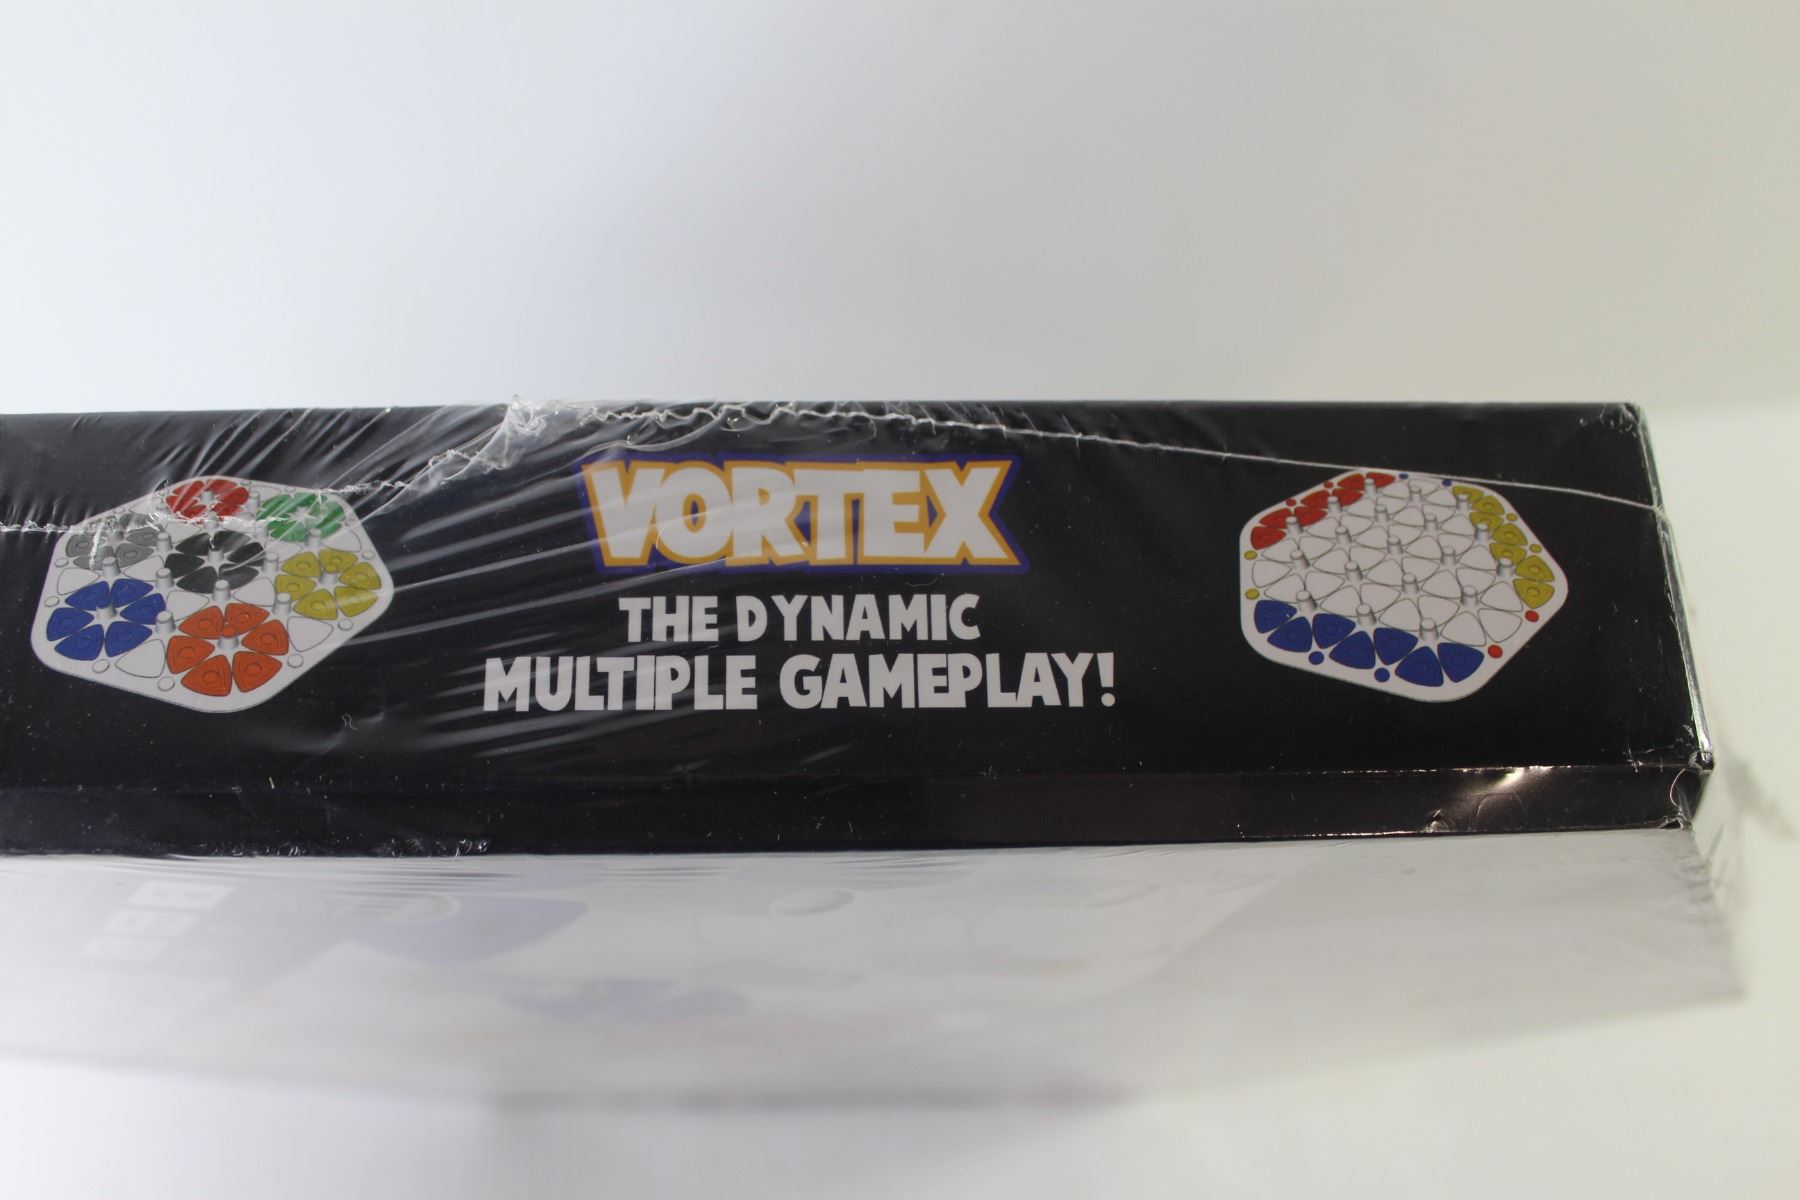 VORTEX
THE DYNAMIC
MULTIPLE GAMEPLAY!